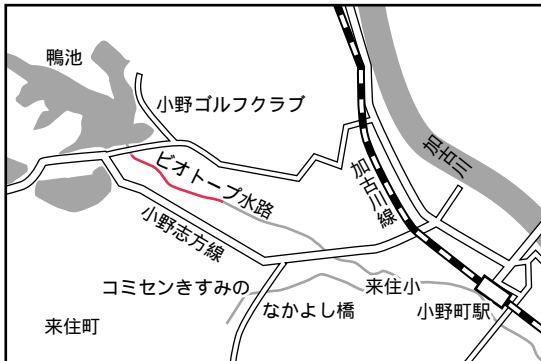 鴨池
小野ゴルフクラブ
加古川
ビオトープ水路
加古川線
小野志方線
コミセンきすみの
来住小
なかよし橋
小野町駅
来住町